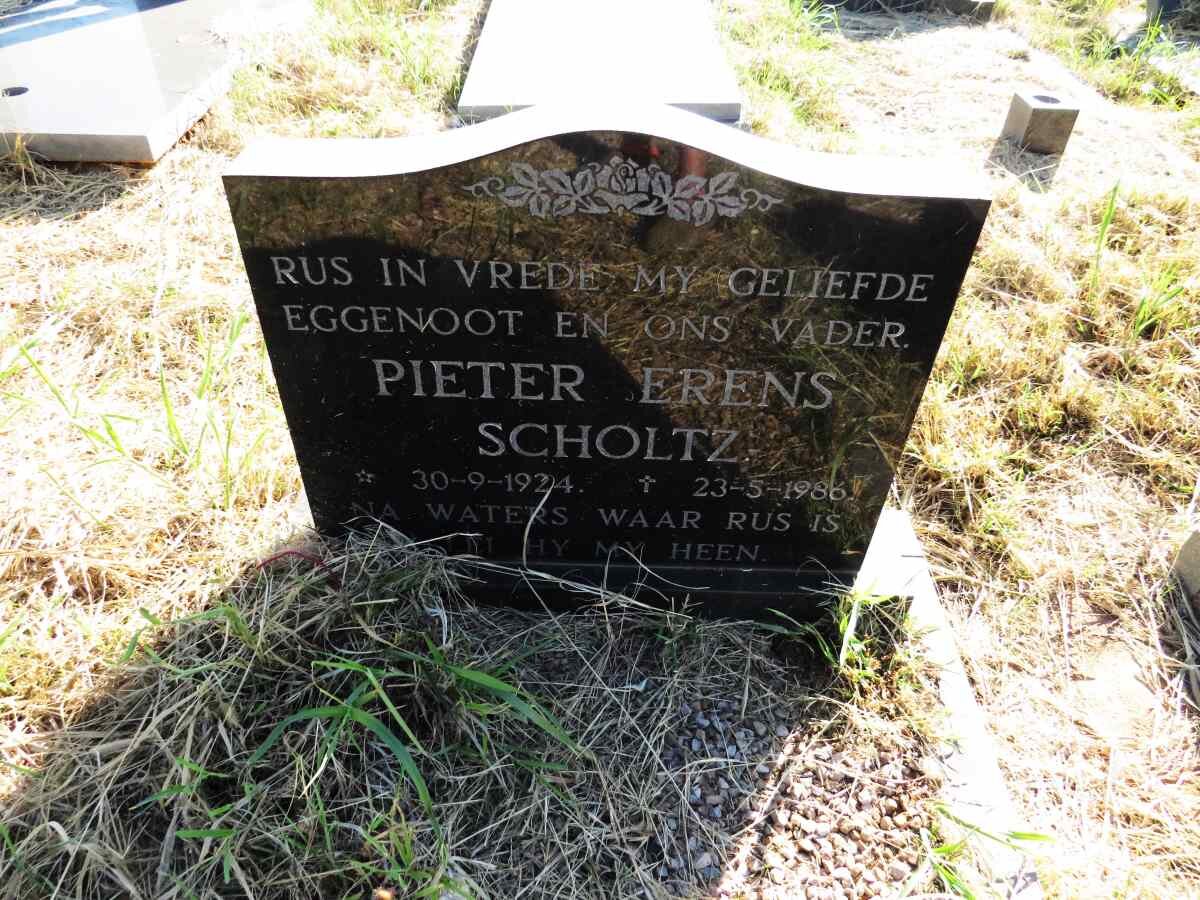 RUS IN VREDE MY GELIEFDE
EGGENOOT EN ONS VADER.
PIETER ERENS
SCHOLTZ.
* 30-9-1924. † 23-5-1986.
NA WATERS WAAR RUS IS
HY MY HEEN.